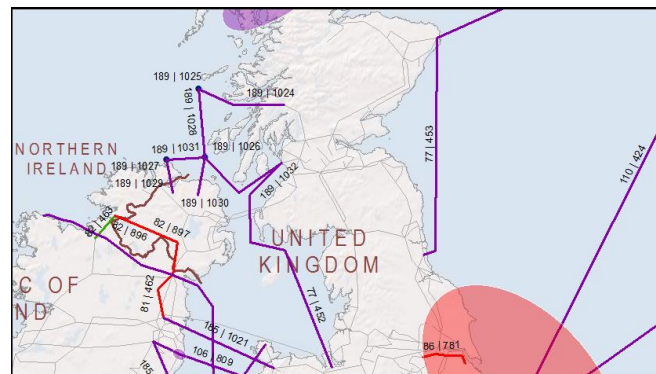 189 | 1025
189 | 1024
189 | 1028
77 | 453
110 | 424
NORTHERN
IRELAND
189 | 1031
189 | 1026
189 | 1027
189 | 1032
189 | 1029
189 | 1030
82 | 463
82 | 896
82 | 897
UNITED
KINGDOM
C OF
ND
81 | 462
77 | 452
185 | 1021
106 | 809
185
86 | 781